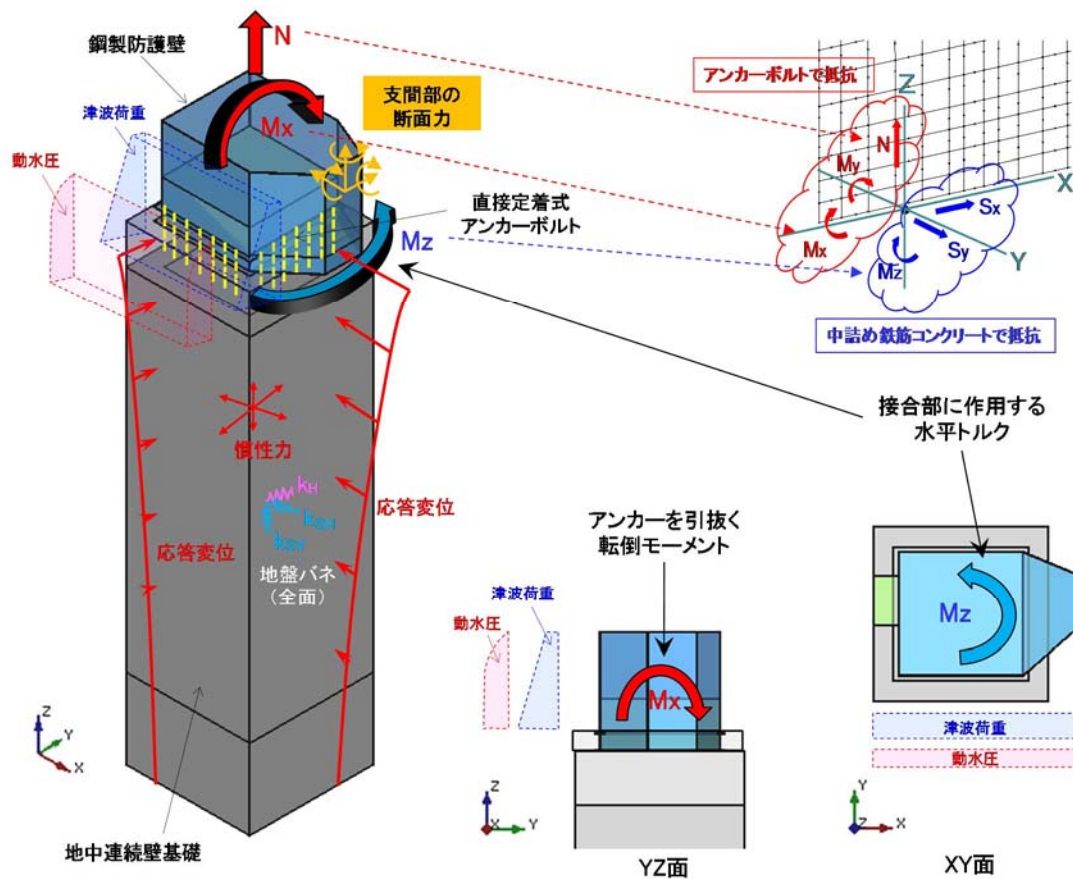 鋼製防護壁
N
津波荷重
動水圧
Mx
支間部の
断面力
直接定着式
アンカーボルト
Mz
慣性力
kH
応答変位
応答変位
地盤バネ
(全面)
Z
Y
X
地中連続壁基礎
アンカーボルトで抵抗
Z
N
My
Mx
X
Sx
Sy
Mz
Y
中詰め鉄筋コンクリートで抵抗
接合部に作用する
水平トルク
アンカーを引抜く
転倒モーメント
津波荷重
動水圧
Mx
Z
X
Y
YZ面
Mz
津波荷重
動水圧
Y
Z
X
XY面